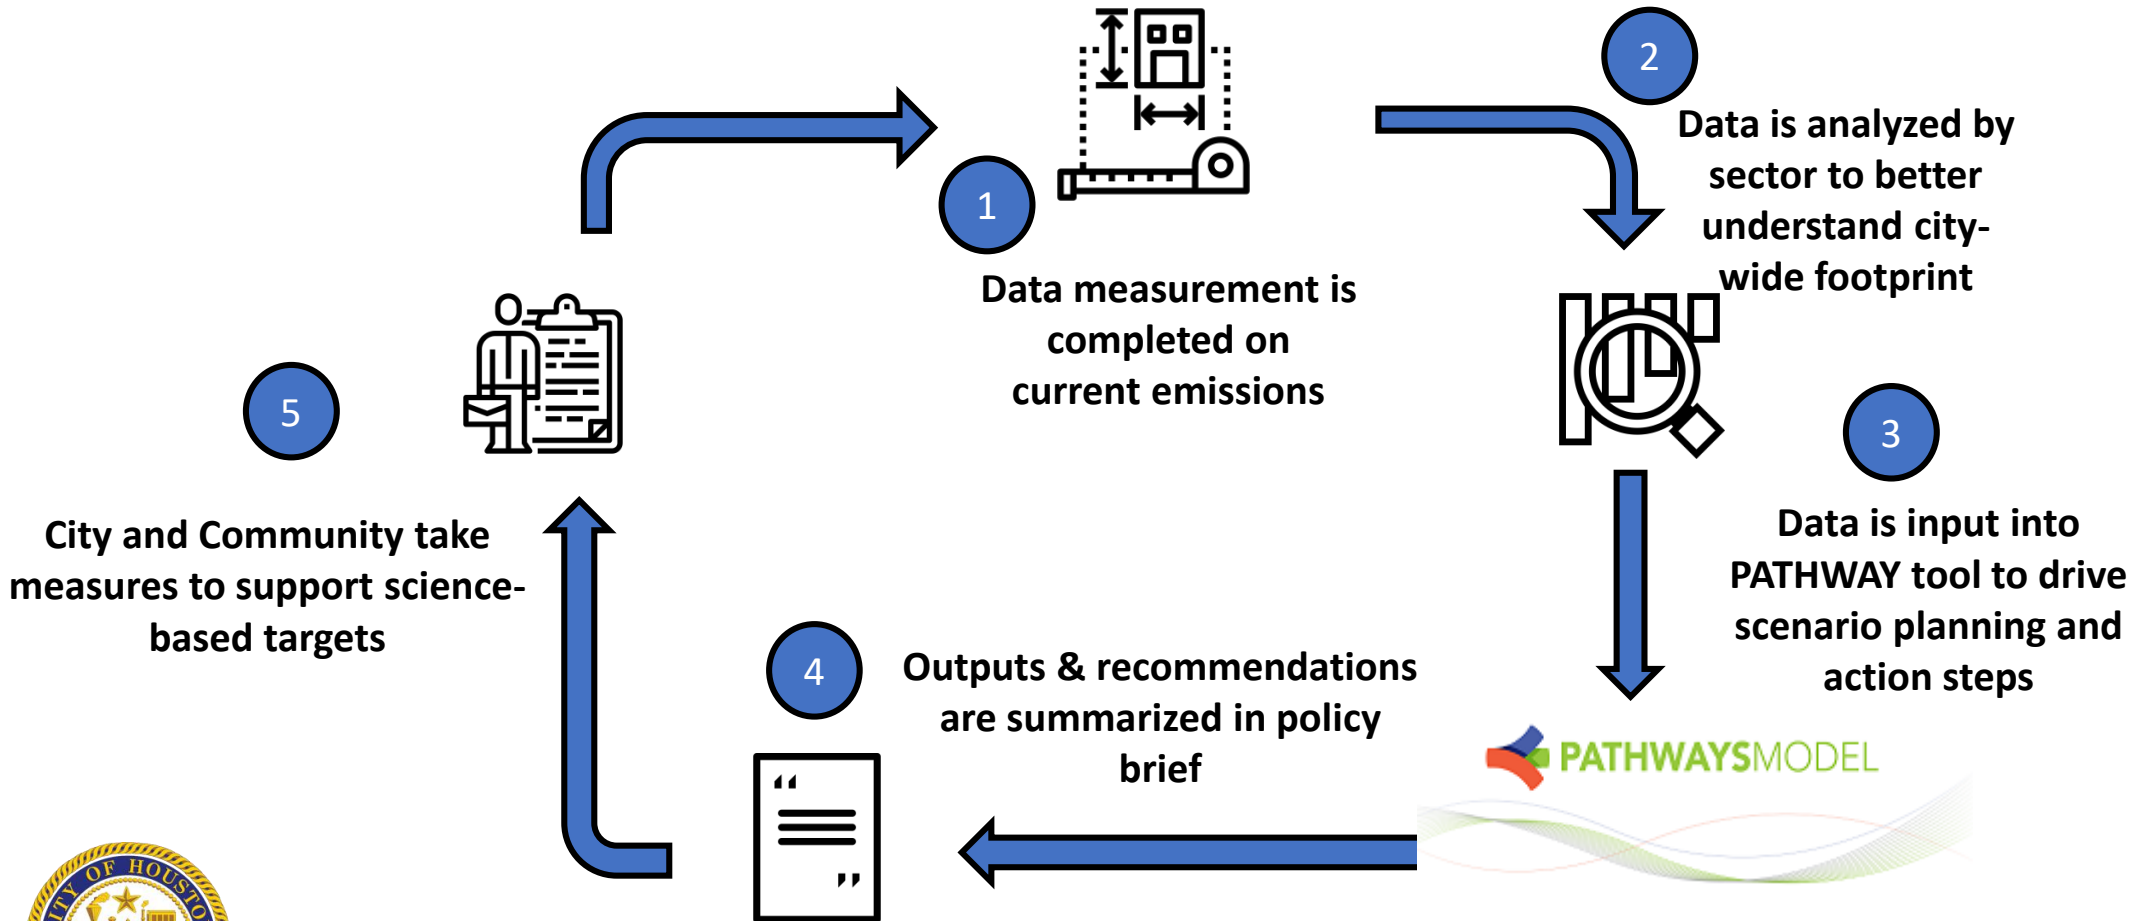 1
Data measurement is
completed on
current emissions
2
Data is analyzed by
sector to better
understand city-
wide footprint
3
Data is input into
PATHWAY tool to drive
scenario planning and
action steps
PATHWAYSMODEL
4
Outputs & recommendations
are summarized in policy
brief
5
City and Community take
measures to support science-
based targets
OF HOUSTO